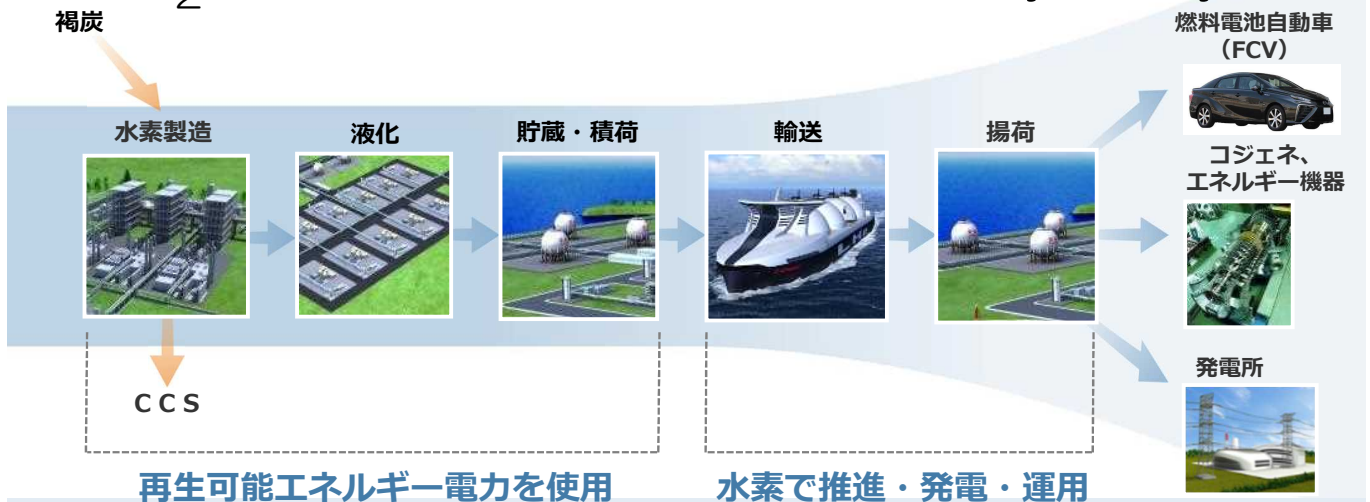 褐炭
燃料電池自動車
（FCV）
水素製造
液化
貯蔵・積荷
輸送
揚荷
コジェネ、
エネルギー機器
発電所
ＣＣＳ
再生可能エネルギー電力を使用
水素で推進・発電・運用